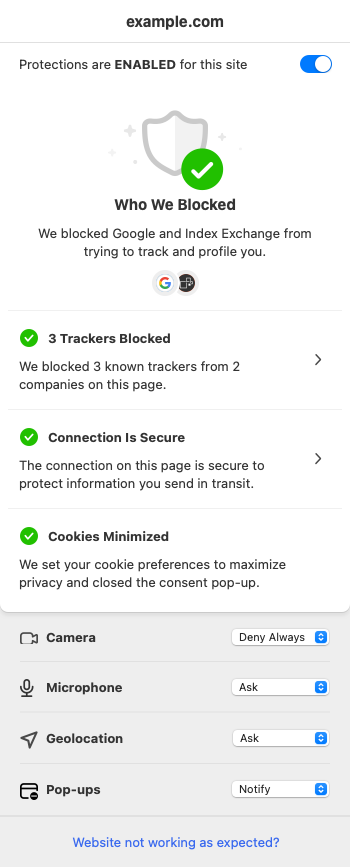 example.com
Protections are ENABLED for this site
Who We Blocked
We blocked Google and Index Exchange from
trying to track and profile you.
3 Trackers Blocked
We blocked 3 known trackers from 2
companies on this page.
Connection Is Secure
The connection on this page is secure to
protect information you send in transit.
Cookies Minimized
We set your cookie preferences to maximize
privacy and closed the consent pop-up.
Camera Deny Always
Microphone Ask
Geolocation Ask
Pop-ups Notify
Website not working as expected?